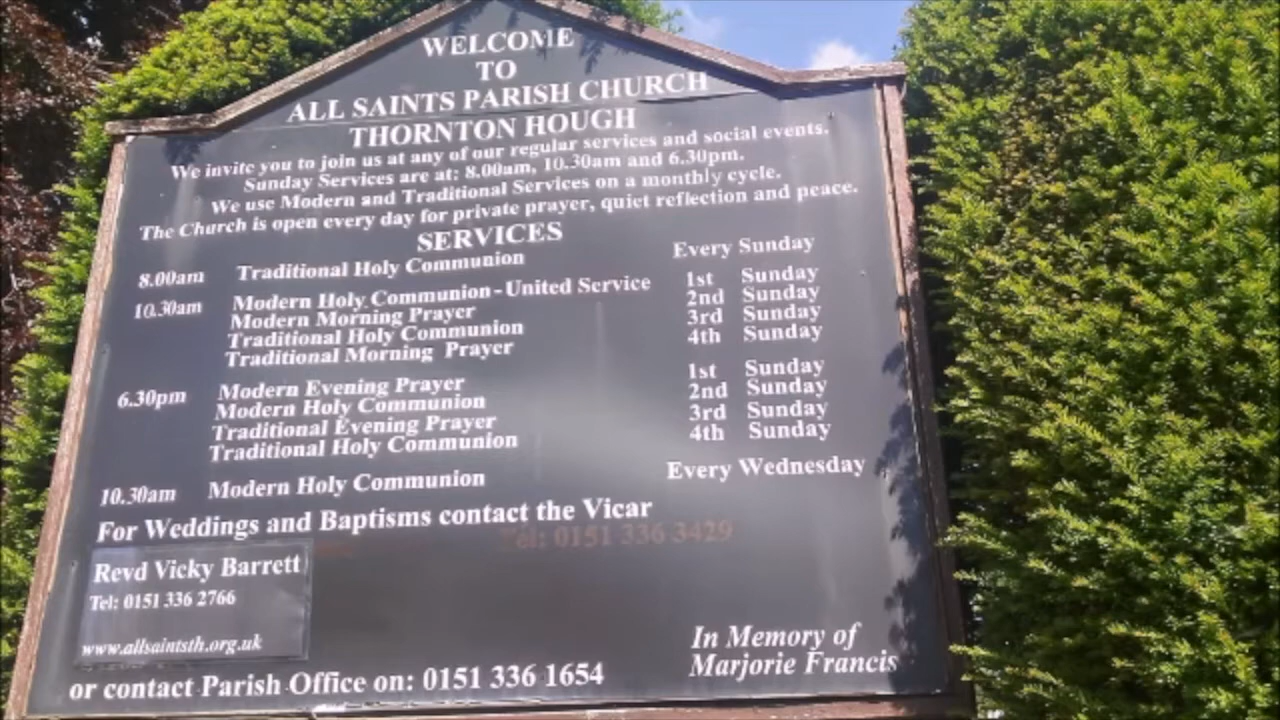 WELCOME
TO
ALL SAINTS PARISH CHURCH
THORNTON HOUGH
We invite you to join us at any of our regular services and social events.
Sunday Services are at: 8.00am, 10.30am and 6.30pm.
We use Modern and Traditional Services on a monthly cycle.
The Church is open every day for private prayer, quiet reflection and peace.
SERVICES
8.00am Traditional Holy Communion Every Sunday
10.30am Modern Holy Communion-United Service 1st Sunday
Modern Morning Prayer 2nd Sunday
Traditional Holy Communion 3rd Sunday
Traditional Morning Prayer 4th Sunday
6.30pm Modern Evening Prayer 1st Sunday
Modern Holy Communion 2nd Sunday
Traditional Evening Prayer 3rd Sunday
Traditional Holy Communion 4th Sunday
10.30am Modern Holy Communion Every Wednesday
For Weddings and Baptisms contact the Vicar
Tel: 0151 336 3429
Revd Vicky Barrett
Tel: 0151 336 2766
www.allsaintsth.org.uk
In Memory of
Marjorie Francis
or contact Parish Office on: 0151 336 1654